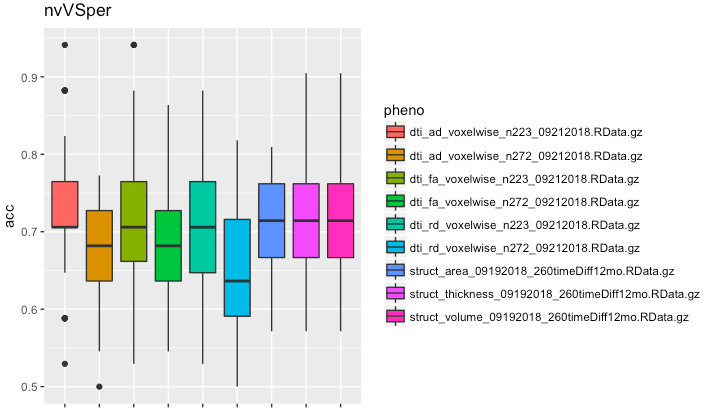 nvVSper
acc
0.9
0.8
0.7
0.6
0.5
pheno
dti_ad_voxelwise_n223_09212018.RData.gz
dti_ad_voxelwise_n272_09212018.RData.gz
dti_fa_voxelwise_n223_09212018.RData.gz
dti_fa_voxelwise_n272_09212018.RData.gz
dti_rd_voxelwise_n223_09212018.RData.gz
dti_rd_voxelwise_n272_09212018.RData.gz
struct_area_09192018_260timeDiff12mo.RData.gz
struct_thickness_09192018_260timeDiff12mo.RData.gz
struct_volume_09192018_260timeDiff12mo.RData.gz